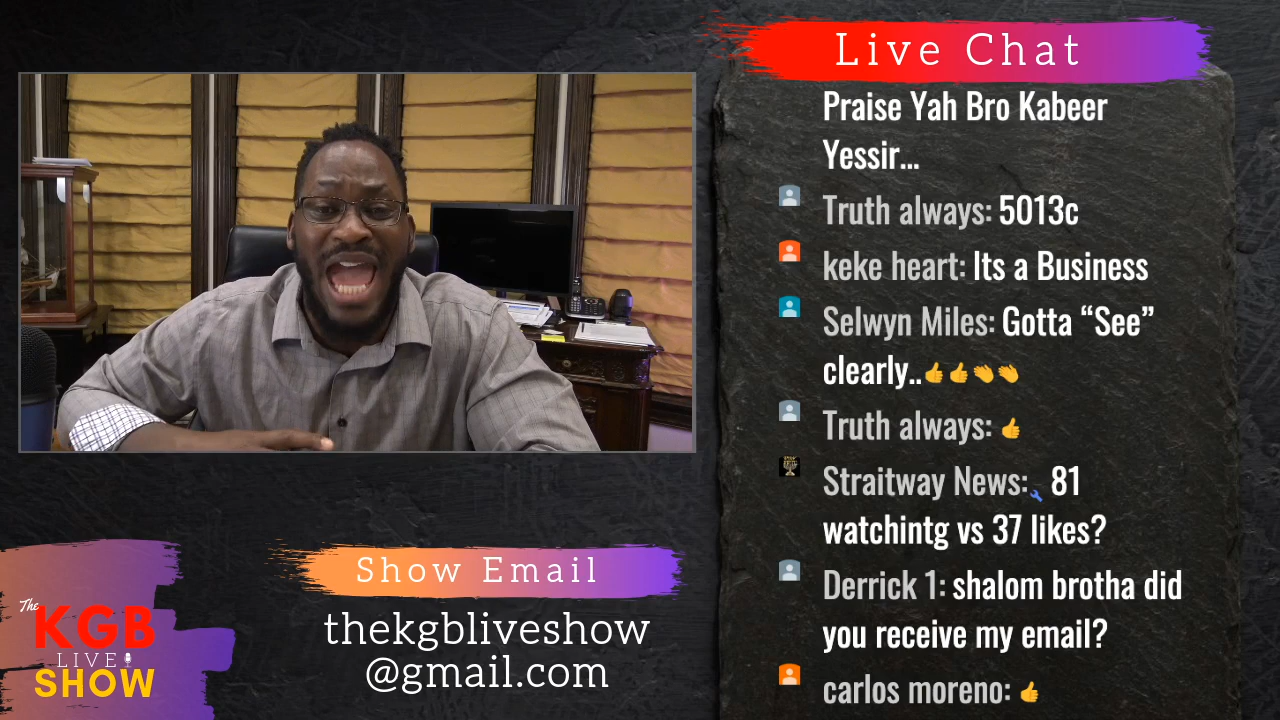 Live Chat
Praise Yah Bro Kabeer
Yessir...
Truth always: 5013c
keke heart: Its a Business
Selwyn Miles: Gotta “See”
clearly..👍👍👏👏
Truth always: 👍
Straitway News: 🔧 81
watchintg vs 37 likes?
Derrick 1: shalom brotha did
you receive my email?
carlos moreno: 👍
Show Email
thekgbliveshow
@gmail.com
The
KGB
LIVE
SHOW